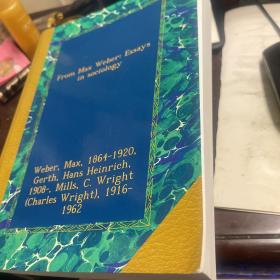 From Max Weber: Essays
in sociology
Weber, Max, 1864-1920,
Gerth, Hans Heinrich,
1908-, Mills, C. Wright
(Charles Wright), 1916-
1962